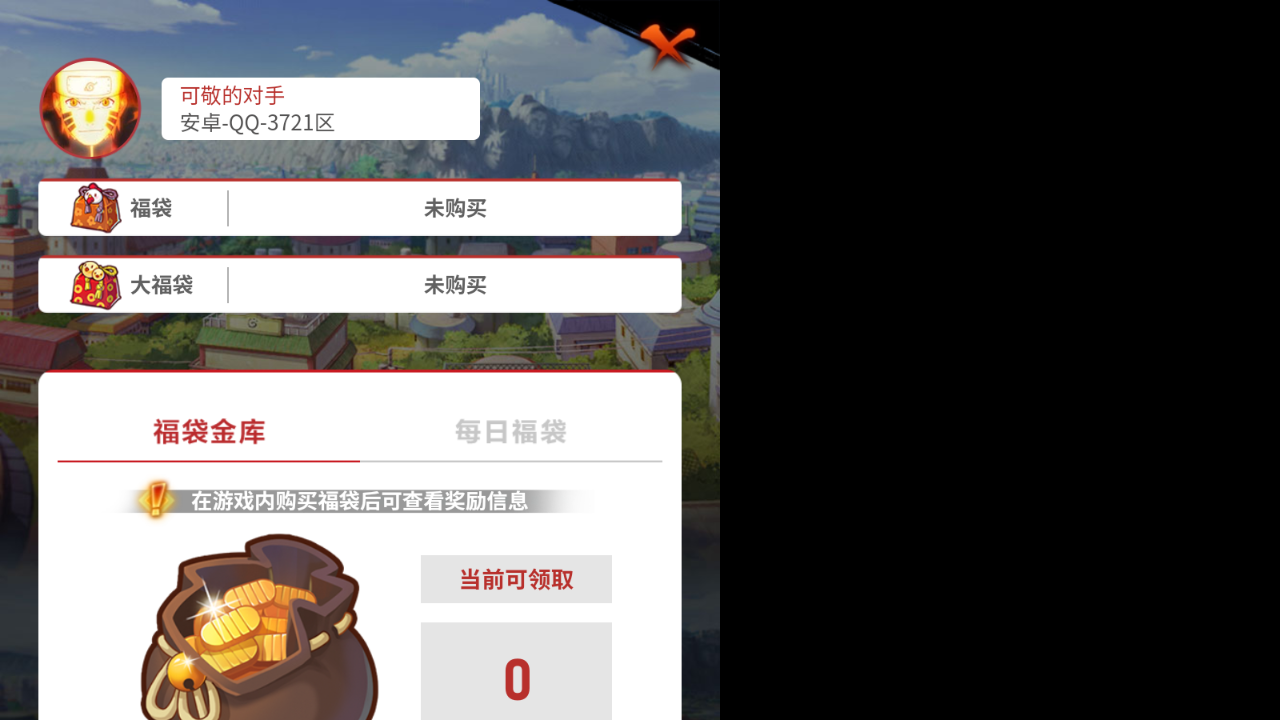 可敬的对手
安卓-QQ-3721区
福袋
未购买
大福袋
未购买
福袋金库
每日福袋
在游戏内购买福袋后可查看奖励信息
当前可领取
0